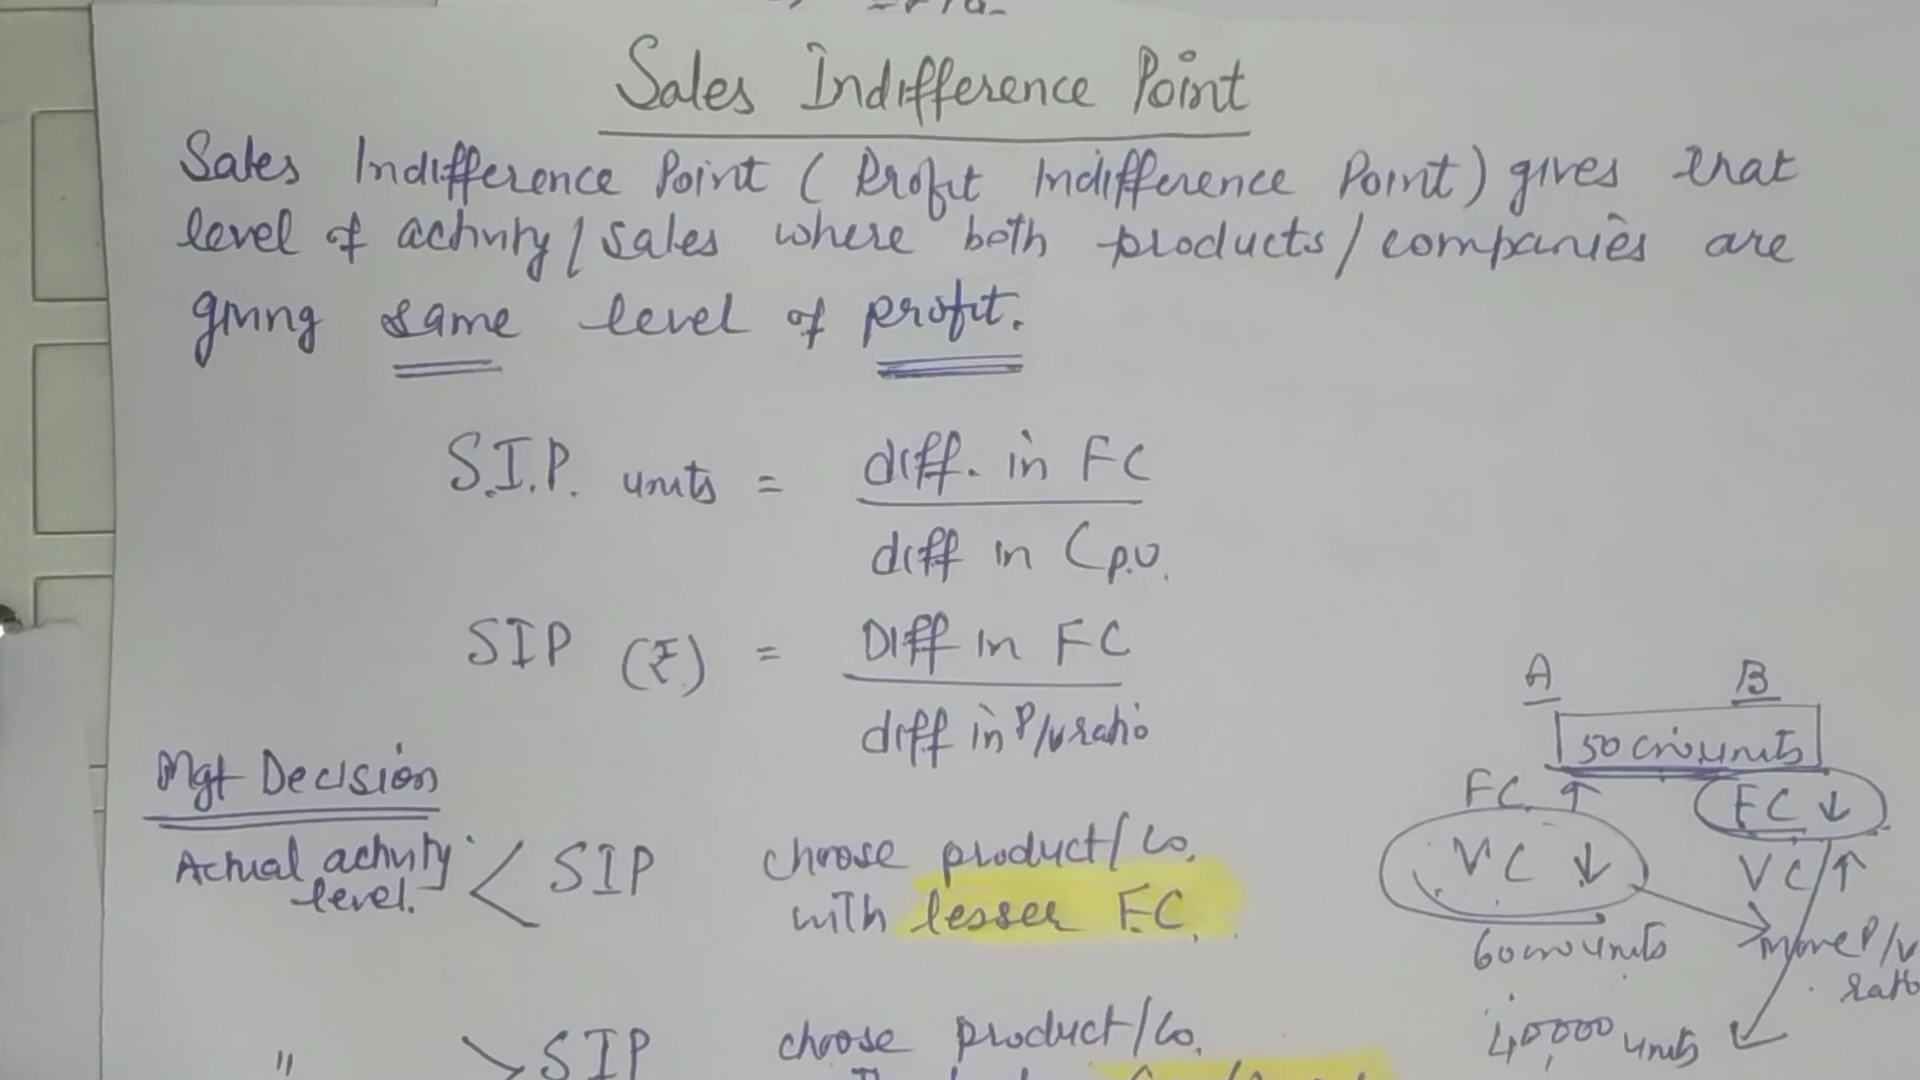 Sales Indifference Point
Sales Indifference Point (Profit Indifference Point) gives that
level of activity/sales where both products/companies are
giving same level of profit.
S.I.P. units = diff. in FC
diff in Cp.u.
SIP (₹) = Diff in FC
diff in P/v ratio
Mgt Decision
Actual activity level. < SIP choose product/Co.
with lesser F.C.
" > SIP choose product/Co.
A B
50,000 units
FC ↑ FC ↓
VC ↓ VC ↑
60,000 units more P/v
ratio
40,000 units